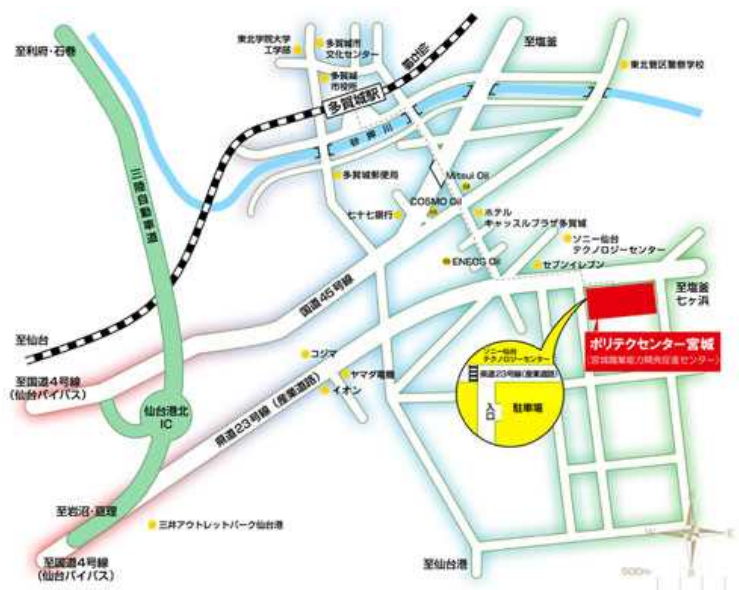 東北学院大学
工学部
多賀城市
文化センター
至塩釜
至利府・石巻
東北管区警察学校
多賀城
市役所
仙石線
多賀城駅
砂押川
多賀城郵便局
Mitsui Oil
COSMO Oil
七十七銀行
ホテル
キャッスルプラザ多賀城
三陸自動車道
ソニー仙台
テクノロジーセンター
ENEOS Oil
セブンイレブン
国道45号線
至塩釜
七ヶ浜
至仙台
ポリテクセンター宮城
(宮城職業能力開発促進センター)
コジマ
ソニー仙台
テクノロジーセンター
県道23号線(産業道路)
至国道4号線
(仙台バイパス)
ヤマダ電機
イオン
仙台港北
IC
入口
駐車場
県道23号線(産業道路)
至岩沼・亘理
三井アウトレットパーク仙台港
至国道4号線
(仙台バイパス)
至仙台港
W
E
S
500m